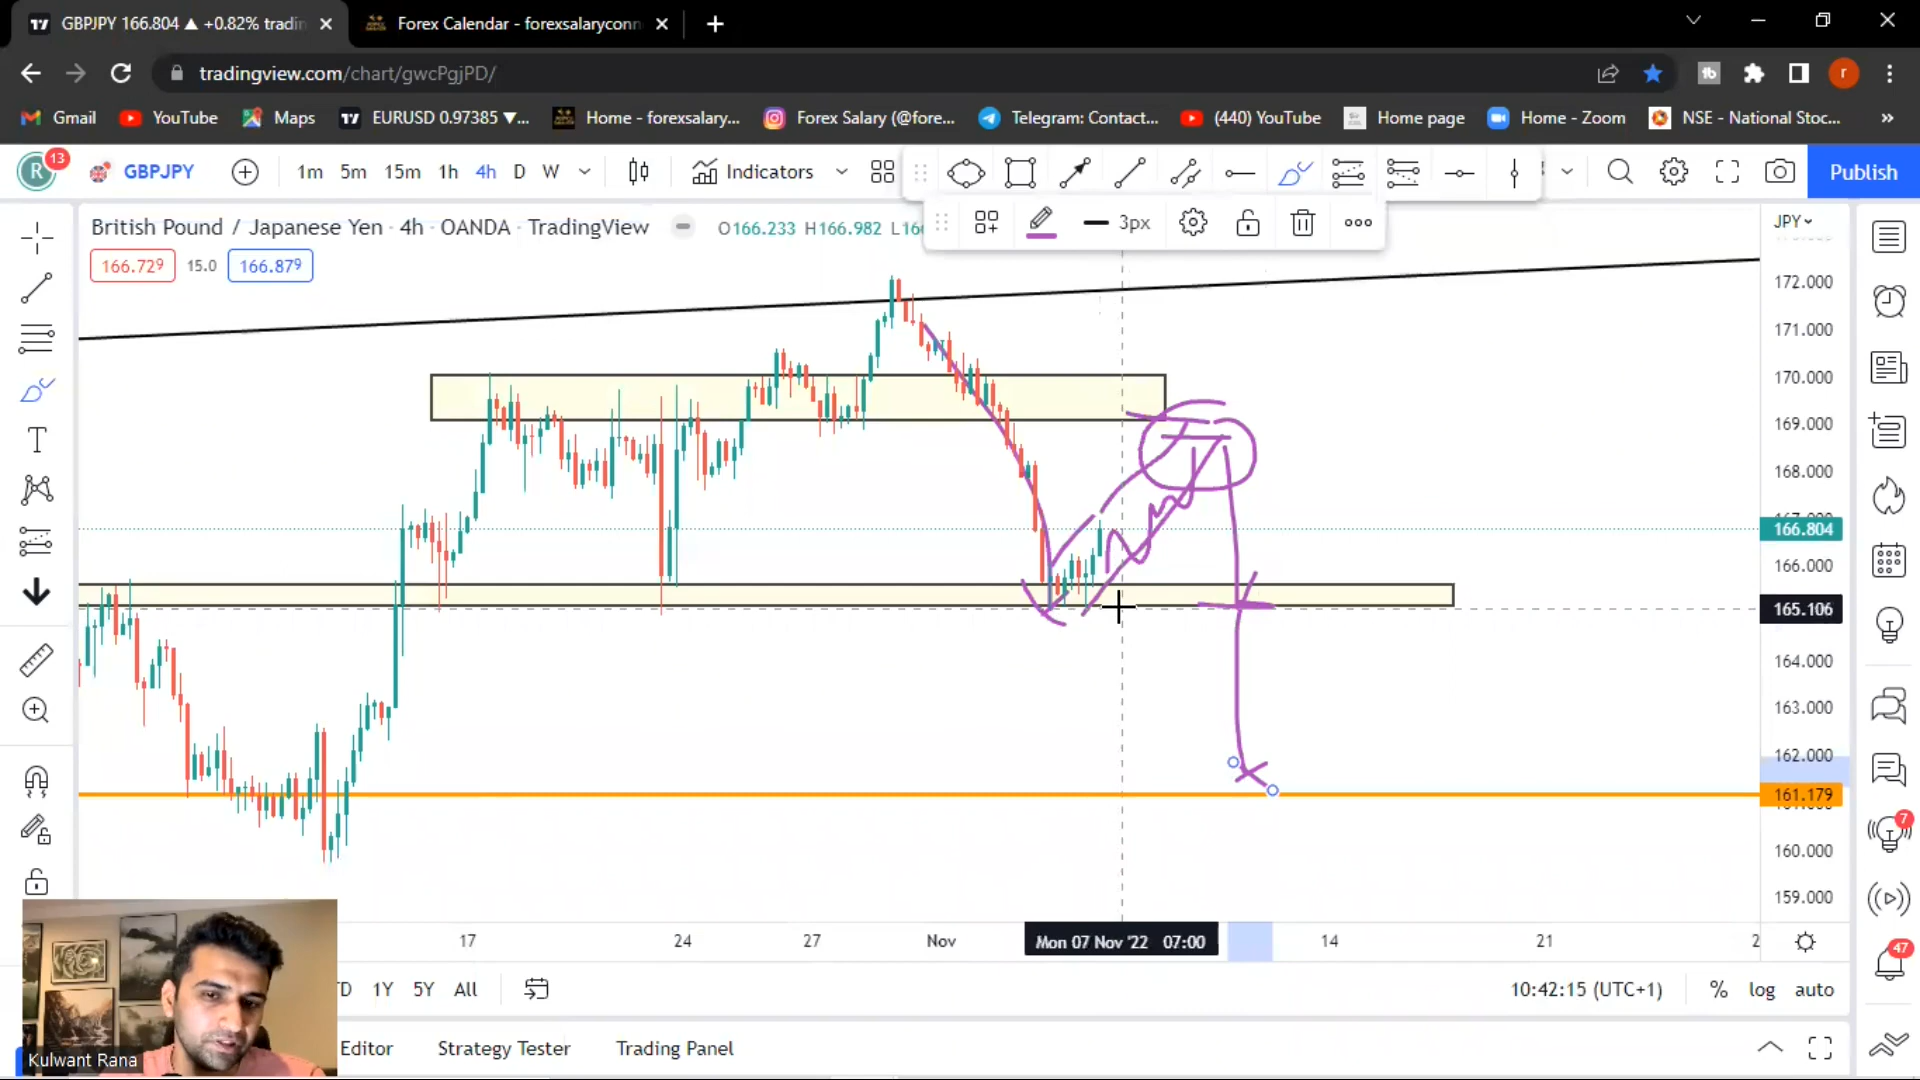 GBPJPY 166.804 ▲ +0.82% tradin
Forex Calendar - forexsalaryconn
tradingview.com/chart/gwcPgjPD/
r
Gmail
YouTube
Maps
EURUSD 0.97385 ▼...
Home - forexsalary...
Forex Salary (@fore...
Telegram: Contact...
(440) YouTube
Home page
Home - Zoom
NSE - National Stoc...
»
R
13
GBPJPY
1m 5m 15m 1h 4h D W
Indicators
Publish
3px
British Pound / Japanese Yen · 4h · OANDA · TradingView
O166.233 H166.982
JPY
166.729
15.0
166.879
172.000
171.000
170.000
169.000
168.000
166.804
166.000
165.106
164.000
163.000
162.000
161.179
160.000
159.000
17
24
27
Nov
Mon 07 Nov '22 07:00
14
21
2
1Y 5Y All
10:42:15 (UTC+1)
% log auto
Editor
Strategy Tester
Trading Panel
Kulwant Rana
7
47